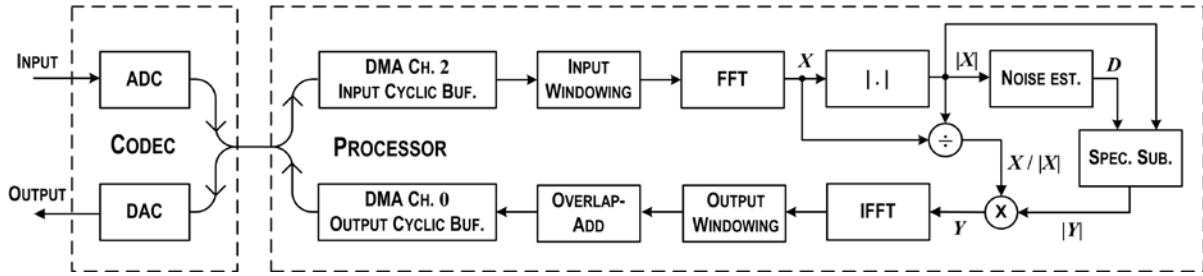 INPUT
ADC
CODEC
DAC
OUTPUT
DMA CH. 2
INPUT CYCLIC BUF.
INPUT
WINDOWING
FFT
X
| . |
|X|
NOISE EST.
D
÷
X / |X|
SPEC. SUB.
PROCESSOR
DMA CH. 0
OUTPUT CYCLIC BUF.
OVERLAP-
ADD
OUTPUT
WINDOWING
IFFT
Y
X
|Y|